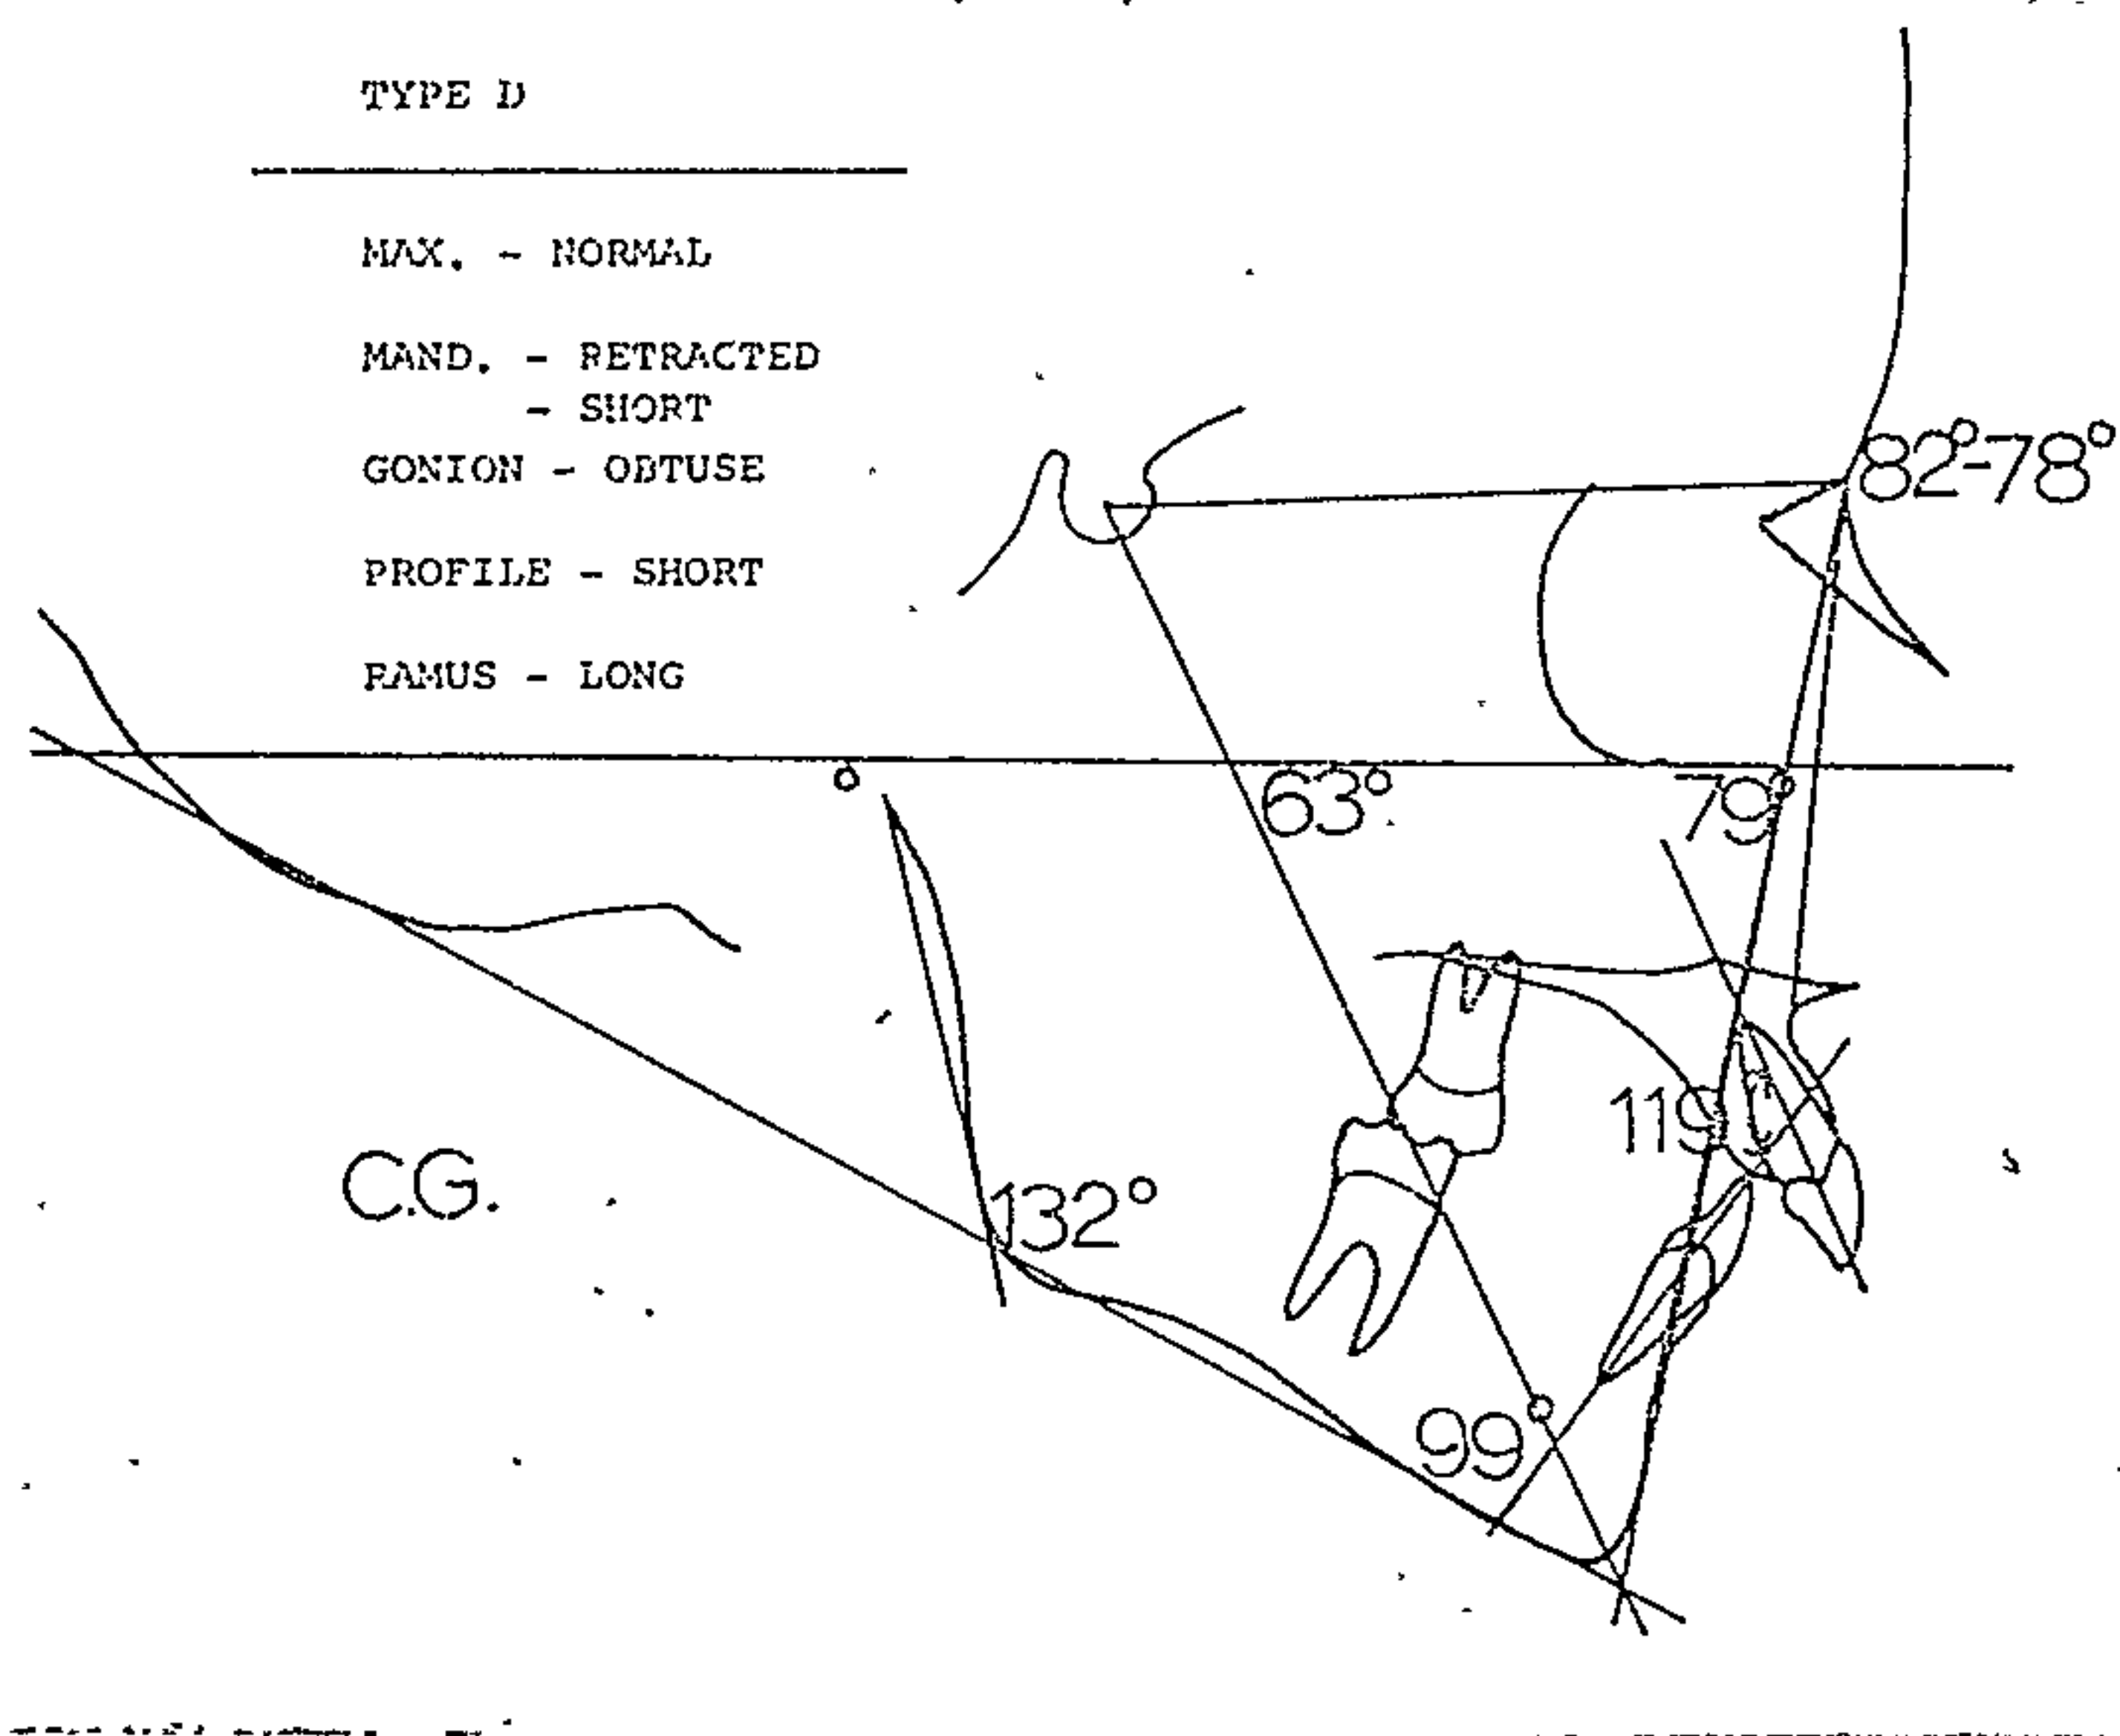 TYPE D
MAX. - NORMAL
MAND. - RETRACTED
- SHORT
GONION - OBTUSE
PROFILE - SHORT
RAMUS - LONG
82°-78°
63°
79°
119
132°
C.G.
99°